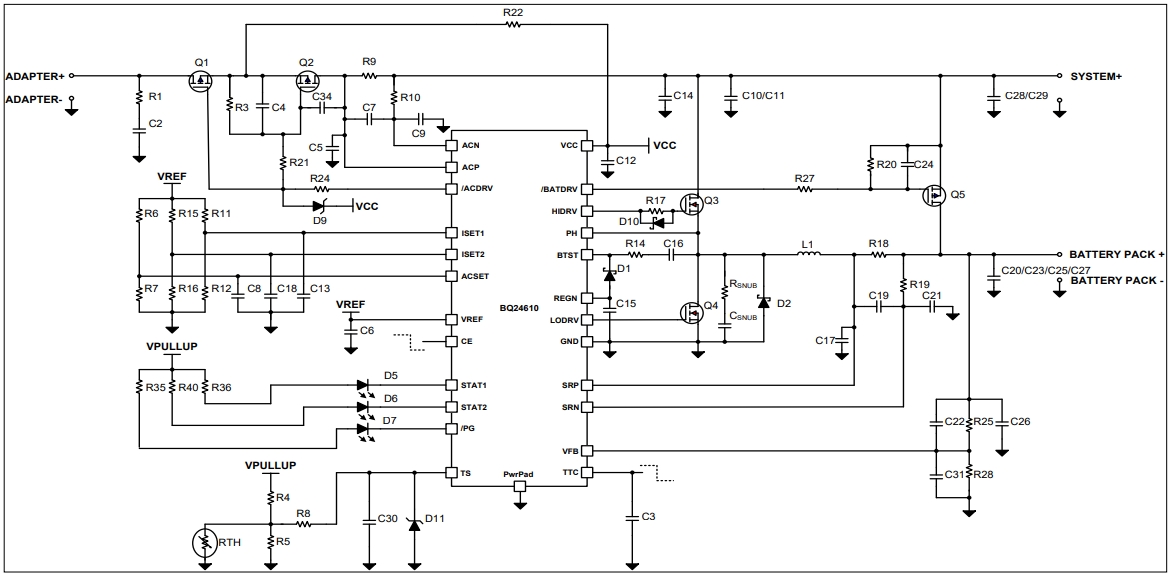 R22
Q1 Q2 R9
ADAPTER+ SYSTEM+
ADAPTER-
R1 R3 C4 C34 C7 R10 C14 C10/C11 C28/C29
C2 C9
C5 ACN VCC VCC
R21 ACP C12 R20 C24
VREF R24 /ACDRV /BATDRV R27 Q5
D9 VCC HIDRV R17 Q3
R6 R15 R11 D10
ISET1 PH
ISET2 BTST R14 C16 L1 R18 BATTERY PACK +
ACSET D1 C20/C23/C25/C27
BATTERY PACK -
R7 R16 R12 C8 C18 C13 REGN RSNUB D2 R19
VREF BQ24610 C15 Q4 C19 C21
C6 VREF LODRV CSNUB
CE GND C17
VPULLUP
R35 R40 R36 D5 STAT1 SRP
D6 STAT2 SRN
D7 /PG C22 R25 C26
VFB
VPULLUP TS PwrPad TTC C31 R28
R4
R8 C30 D11 C3
RTH R5